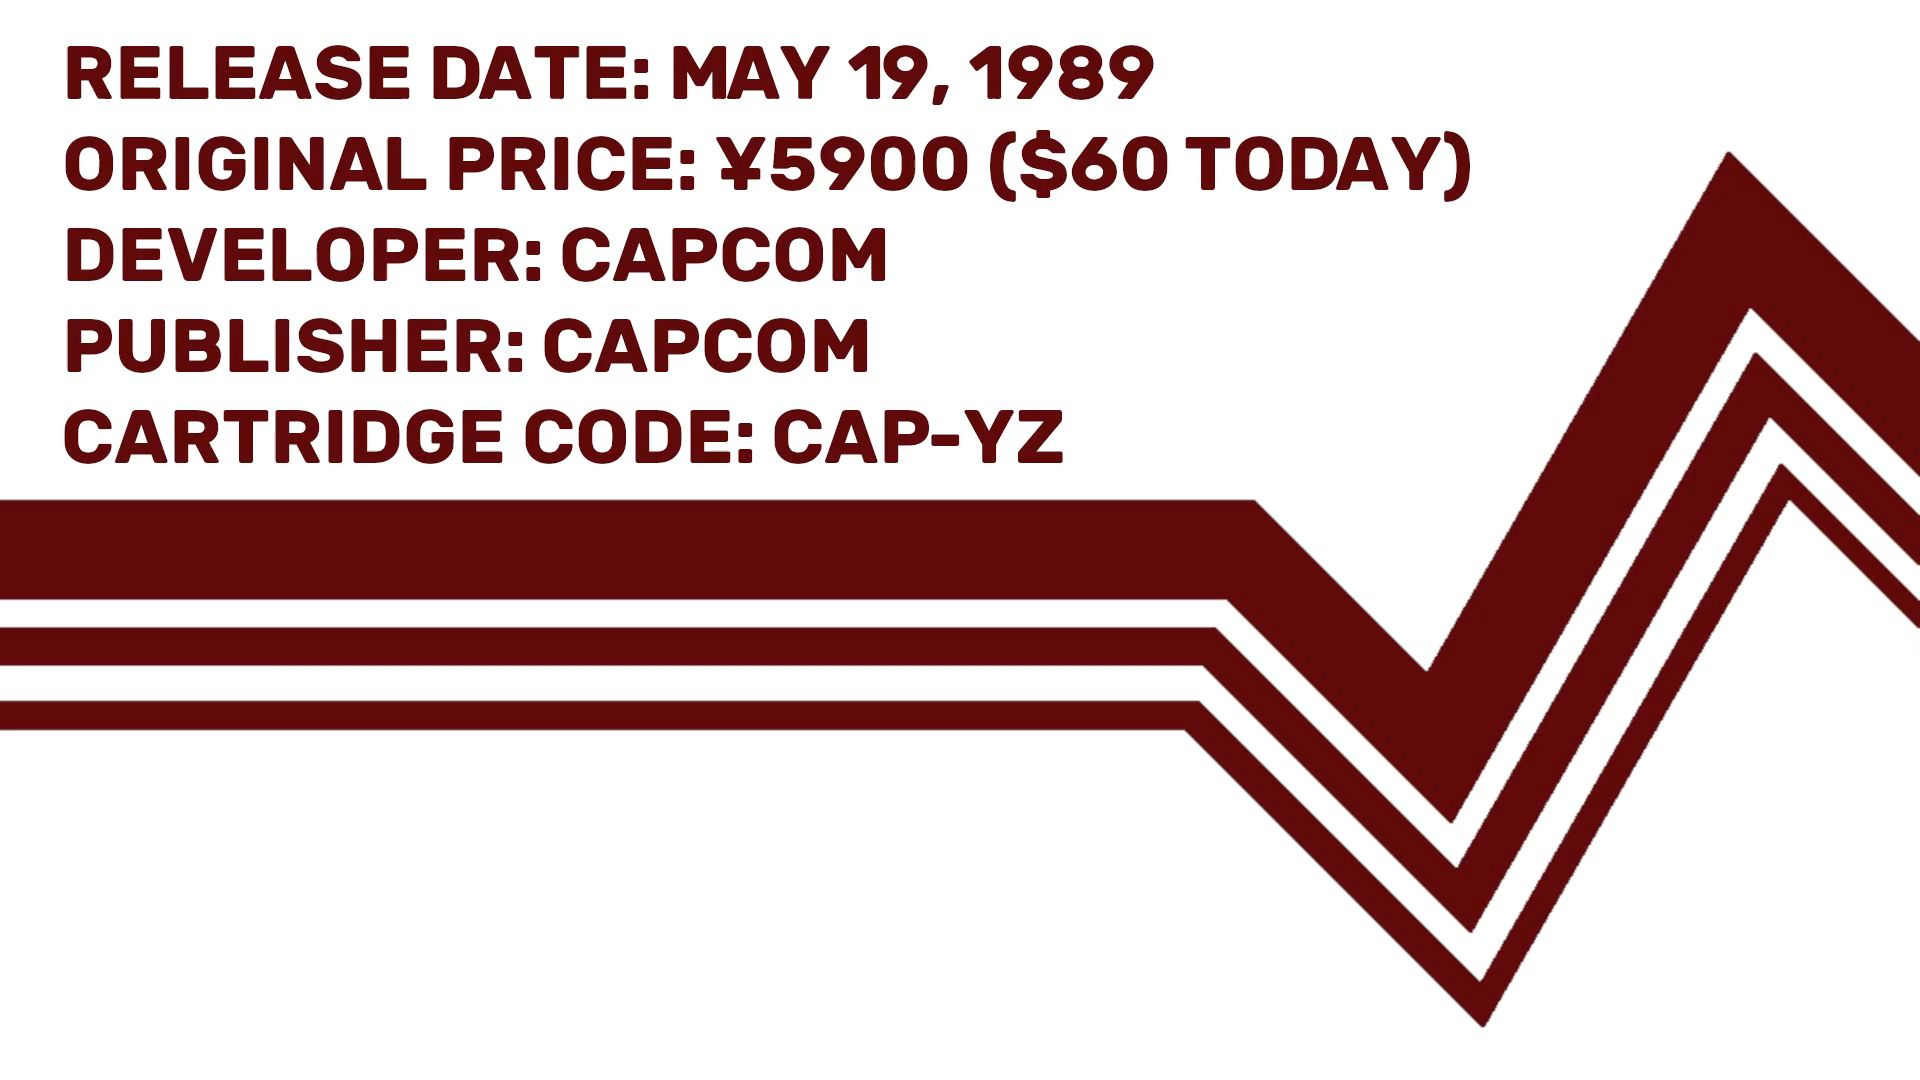 RELEASE DATE: MAY 19, 1989
ORIGINAL PRICE: ¥5900 ($60 TODAY)
DEVELOPER: CAPCOM
PUBLISHER: CAPCOM
CARTRIDGE CODE: CAP-YZ